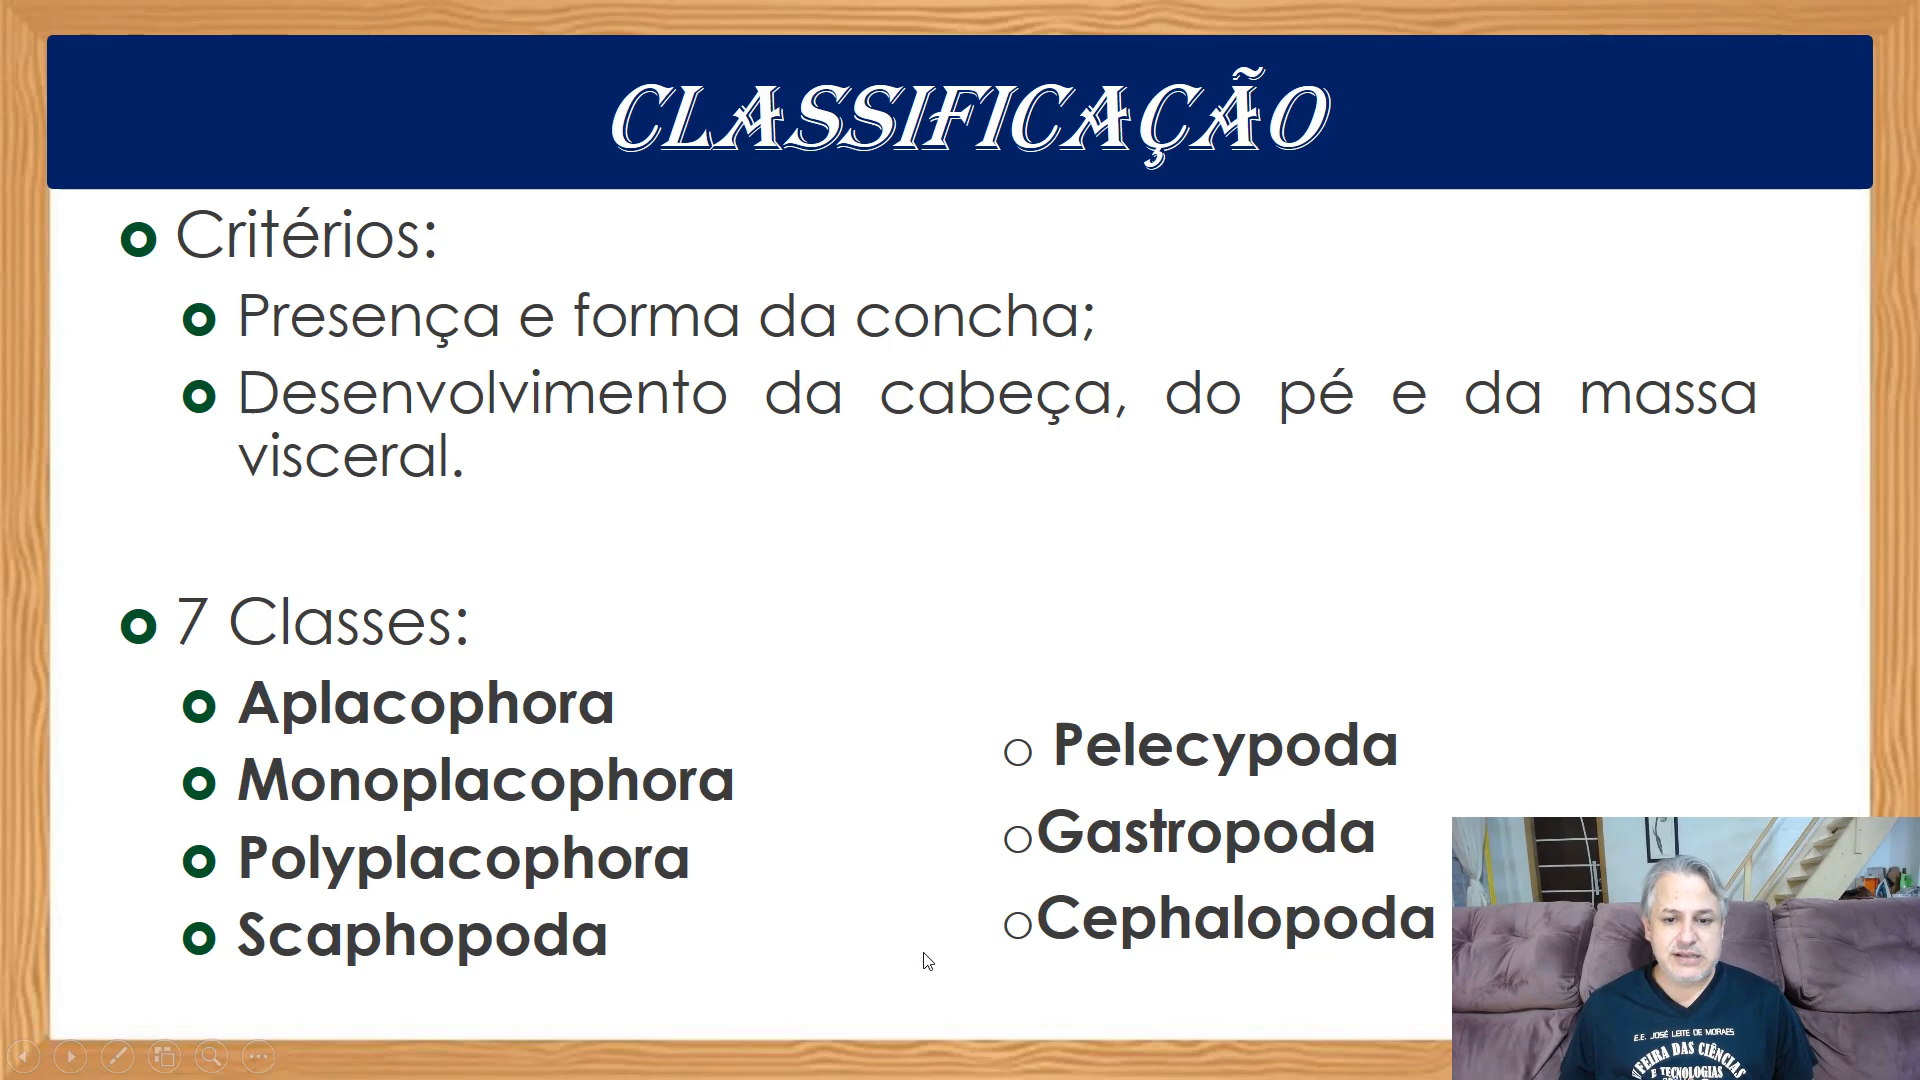 CLASSIFICAÇÃO
Critérios:
Presença e forma da concha;
Desenvolvimento da cabeça, do pé e da massa
visceral.
7 Classes:
Aplacophora
Monoplacophora
Polyplacophora
Scaphopoda
Pelecypoda
Gastropoda
Cephalopoda
E.E. JOSÉ LEITE DE MORAES
FEIRA DAS CIÊNCIAS
E TECNOLOGIAS